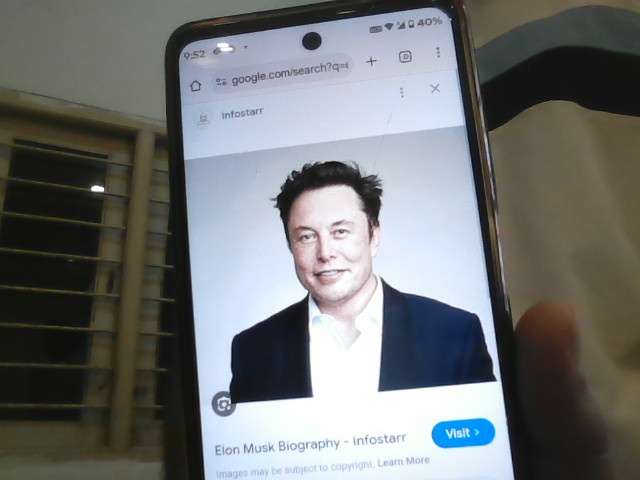 9:52
40%
google.com/search?q=
infostarr
Elon Musk Biography - infostarr
Visit >
Images may be subject to copyright. Learn More